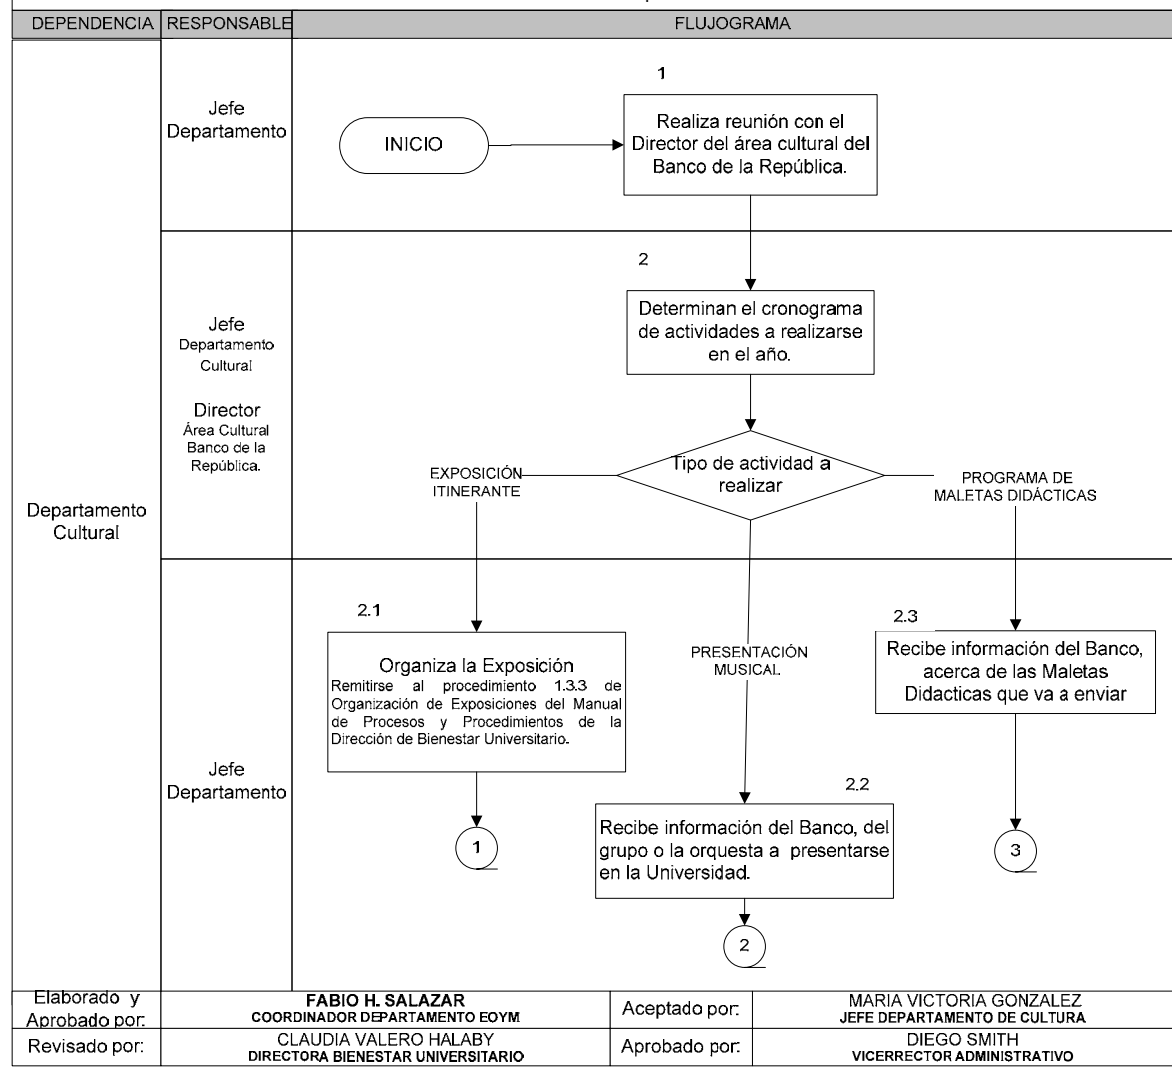 DEPENDENCIA RESPONSABLE FLUJOGRAMA
Departamento
Cultural
Jefe
Departamento
INICIO
1
Realiza reunión con el
Director del área cultural del
Banco de la República.
Jefe
Departamento
Cultural
Director
Área Cultural
Banco de la
República.
2
Determinan el cronograma
de actividades a realizarse
en el año.
Tipo de actividad a
realizar
EXPOSICIÓN
ITINERANTE
PRESENTACIÓN
MUSICAL
PROGRAMA DE
MALETAS DIDÁCTICAS
Jefe
Departamento
2.1
Organiza la Exposición
Remitirse al procedimiento 1.3.3 de
Organización de Exposiciones del Manual
de Procesos y Procedimientos de la
Dirección de Bienestar Universitario.
1
2.2
Recibe información del Banco, del
grupo o la orquesta a presentarse
en la Universidad.
2
2.3
Recibe información del Banco,
acerca de las Maletas
Didacticas que va a enviar
3
Elaborado y
Aprobado por:
FABIO H. SALAZAR
COORDINADOR DEPARTAMENTO EOYM
Aceptado por:
MARIA VICTORIA GONZALEZ
JEFE DEPARTAMENTO DE CULTURA
Revisado por:
CLAUDIA VALERO HALABY
DIRECTORA BIENESTAR UNIVERSITARIO
Aprobado por:
DIEGO SMITH
VICERRECTOR ADMINISTRATIVO